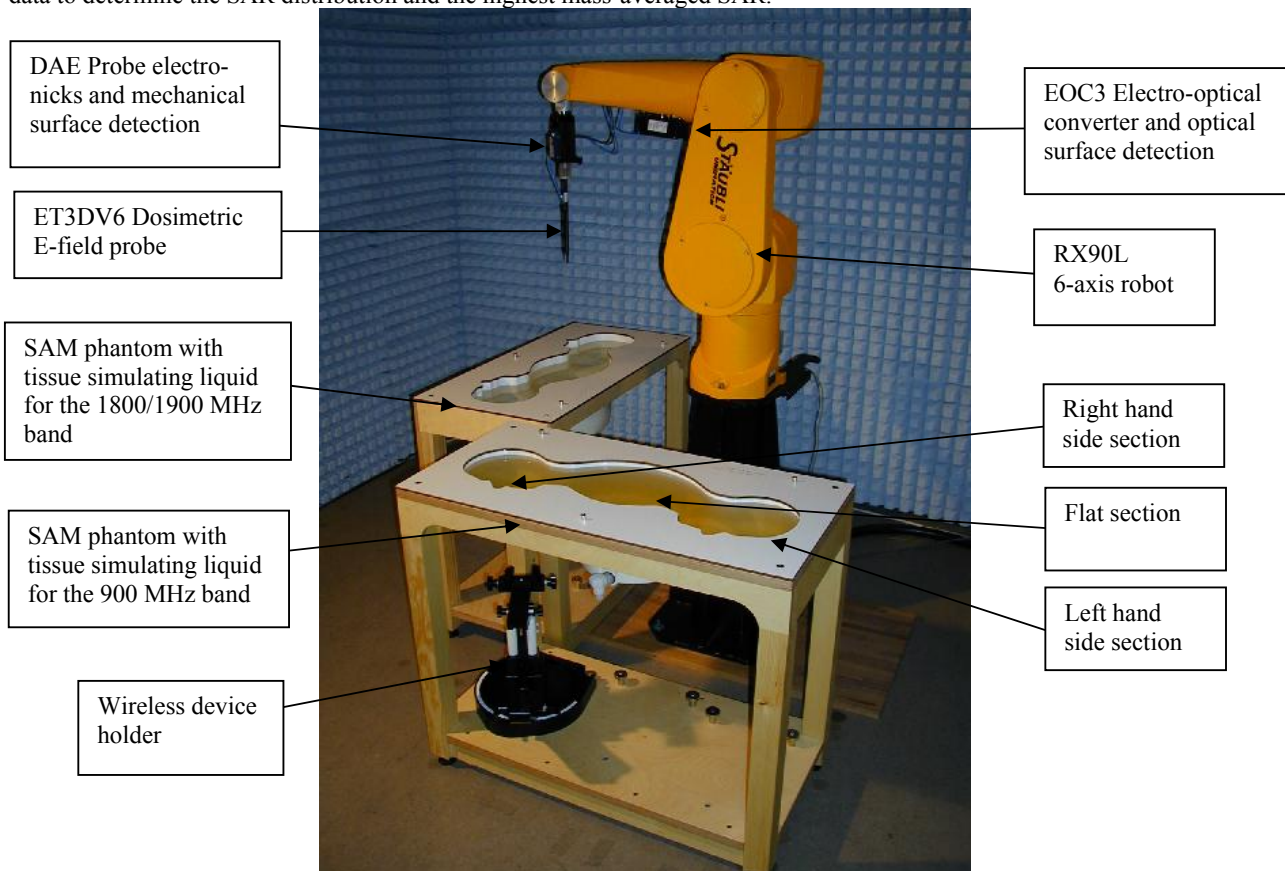 data to determine the SAR distribution and the highest mass-averaged SAR.
DAE Probe electro-
nicks and mechanical
surface detection
EOC3 Electro-optical
converter and optical
surface detection
ET3DV6 Dosimetric
E-field probe
STÄUBLI
UNIMATION
RX90L
6-axis robot
SAM phantom with
tissue simulating liquid
for the 1800/1900 MHz
band
Right hand
side section
Flat section
SAM phantom with
tissue simulating liquid
for the 900 MHz band
Left hand
side section
Wireless device
holder